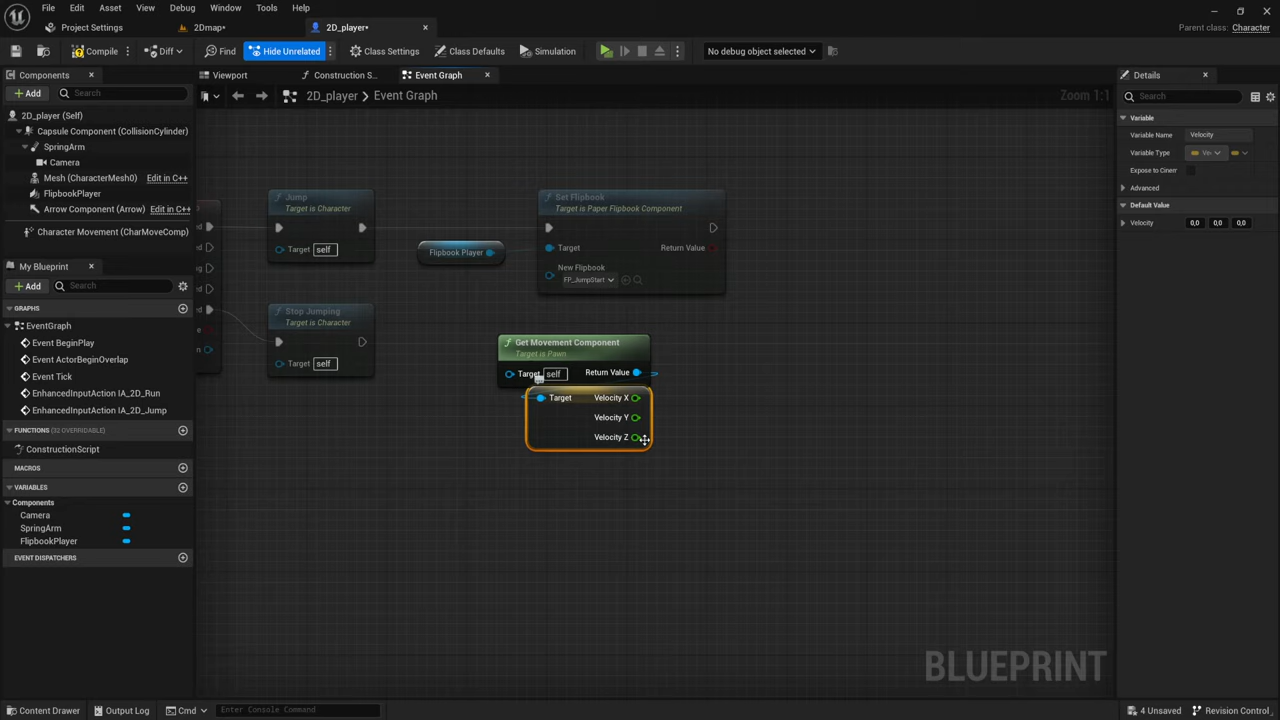 File Edit Asset View Debug Window Tools Help
Project Settings 2Dmap• 2D_player•
Parent class: Character
Compile Diff Find Hide Unrelated Class Settings Class Defaults Simulation No debug object selected
Components
Add Search
2D_player (Self)
Capsule Component (CollisionCylinder)
SpringArm
Camera
Mesh (CharacterMesh0) Edit in C++
FlipbookPlayer
Arrow Component (Arrow) Edit in C++
Character Movement (CharMoveComp)
My Blueprint
Add Search
GRAPHS
EventGraph
Event BeginPlay
Event ActorBeginOverlap
Event Tick
EnhancedInputAction IA_2D_Run
EnhancedInputAction IA_2D_Jump
FUNCTIONS (32 OVERRIDABLE)
ConstructionScript
MACROS
VARIABLES
Components
Camera
SpringArm
FlipbookPlayer
EVENT DISPATCHERS
Viewport Construction S... Event Graph
2D_player Event Graph
Zoom 1:1
Jump
Target is Character
Target self
Stop Jumping
Target is Character
Target self
Flipbook Player
Set Flipbook
Target is Paper Flipbook Component
Target Return Value
New Flipbook
FP_JumpStart
Get Movement Component
Target is Pawn
Target self Return Value
Target Velocity X
Velocity Y
Velocity Z
BLUEPRINT
Details
Search
Variable
Variable Name Velocity
Variable Type
Expose to Cinem
Advanced
Default Value
Velocity 0,0 0,0 0,0
Content Drawer Output Log Cmd Enter Console Command
4 Unsaved Revision Control